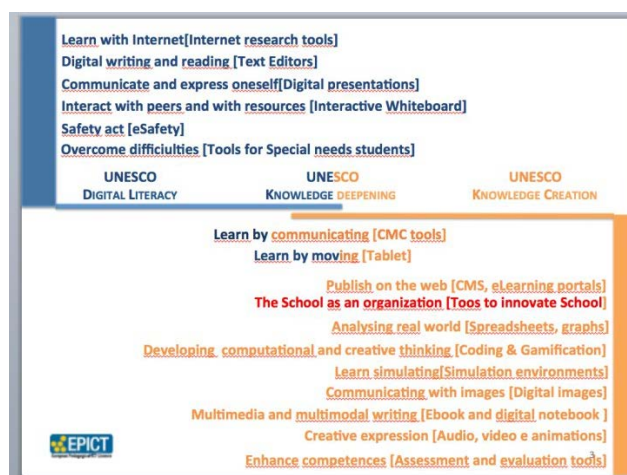 Learn with Internet[Internet research tools]
Digital writing and reading [Text Editors]
Communicate and express oneself[Digital presentations]
Interact with peers and with resources [Interactive Whiteboard]
Safety act [eSafety]
Overcome difficiulties [Tools for Special needs students]
UNESCO UNESCO UNESCO
DIGITAL LITERACY KNOWLEDGE DEEPENING KNOWLEDGE CREATION
Learn by communicating [CMC tools]
Learn by moving [Tablet]
Publish on the web [CMS, eLearning portals]
The School as an organization [Toos to innovate School]
Analysing real world [Spreadsheets, graphs]
Developing computational and creative thinking [Coding & Gamification]
Learn simulating[Simulation environments]
Communicating with images [Digital images]
Multimedia and multimodal writing [Ebook and digital notebook ]
Creative expression [Audio, video e animations]
3
Enhance competences [Assessment and evaluation tools]
EPICT